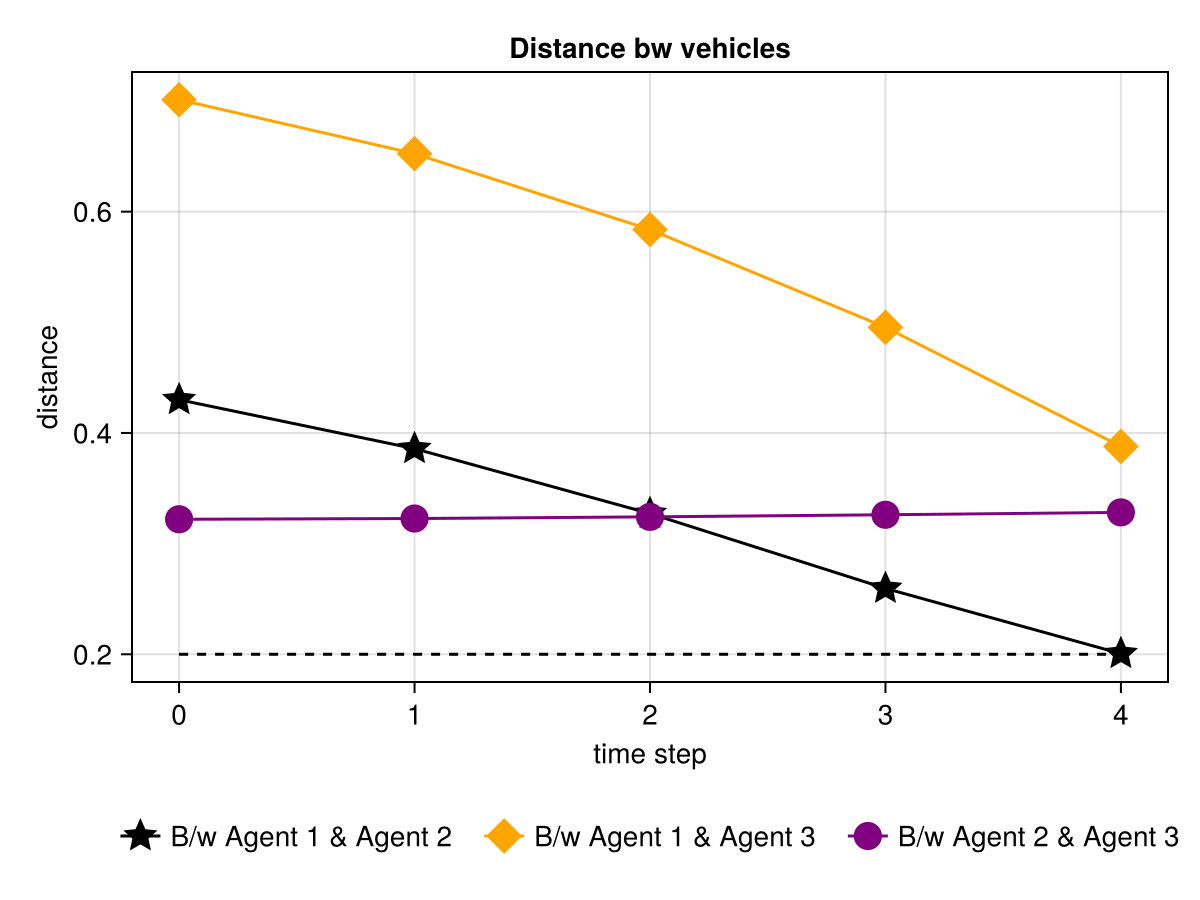 Distance bw vehicles
0.6
0.4
0.2
distance
0 1 2 3 4
time step
B/w Agent 1 & Agent 2 B/w Agent 1 & Agent 3 B/w Agent 2 & Agent 3